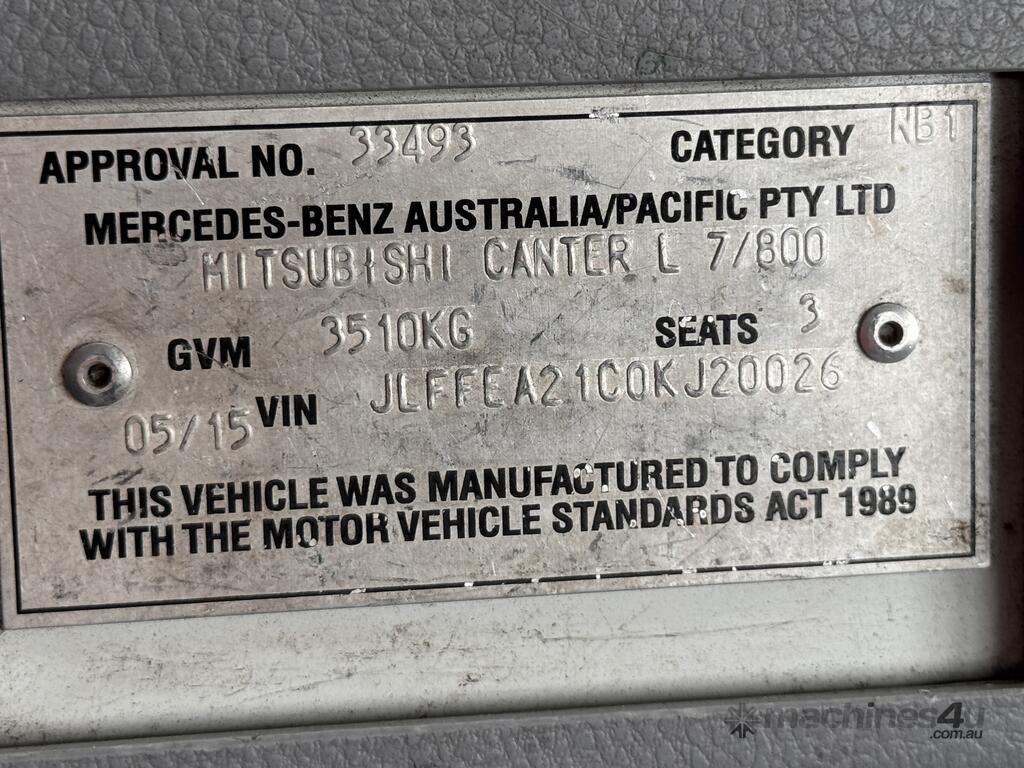 APPROVAL NO. 33493 CATEGORY NB1
MERCEDES-BENZ AUSTRALIA/PACIFIC PTY LTD
MITSUBISHI CANTER L 7/800
GVM 3510KG SEATS 3
05/15 VIN JLFFEA21C0KJ20026
THIS VEHICLE WAS MANUFACTURED TO COMPLY
WITH THE MOTOR VEHICLE STANDARDS ACT 1989
machines4u
.com.au